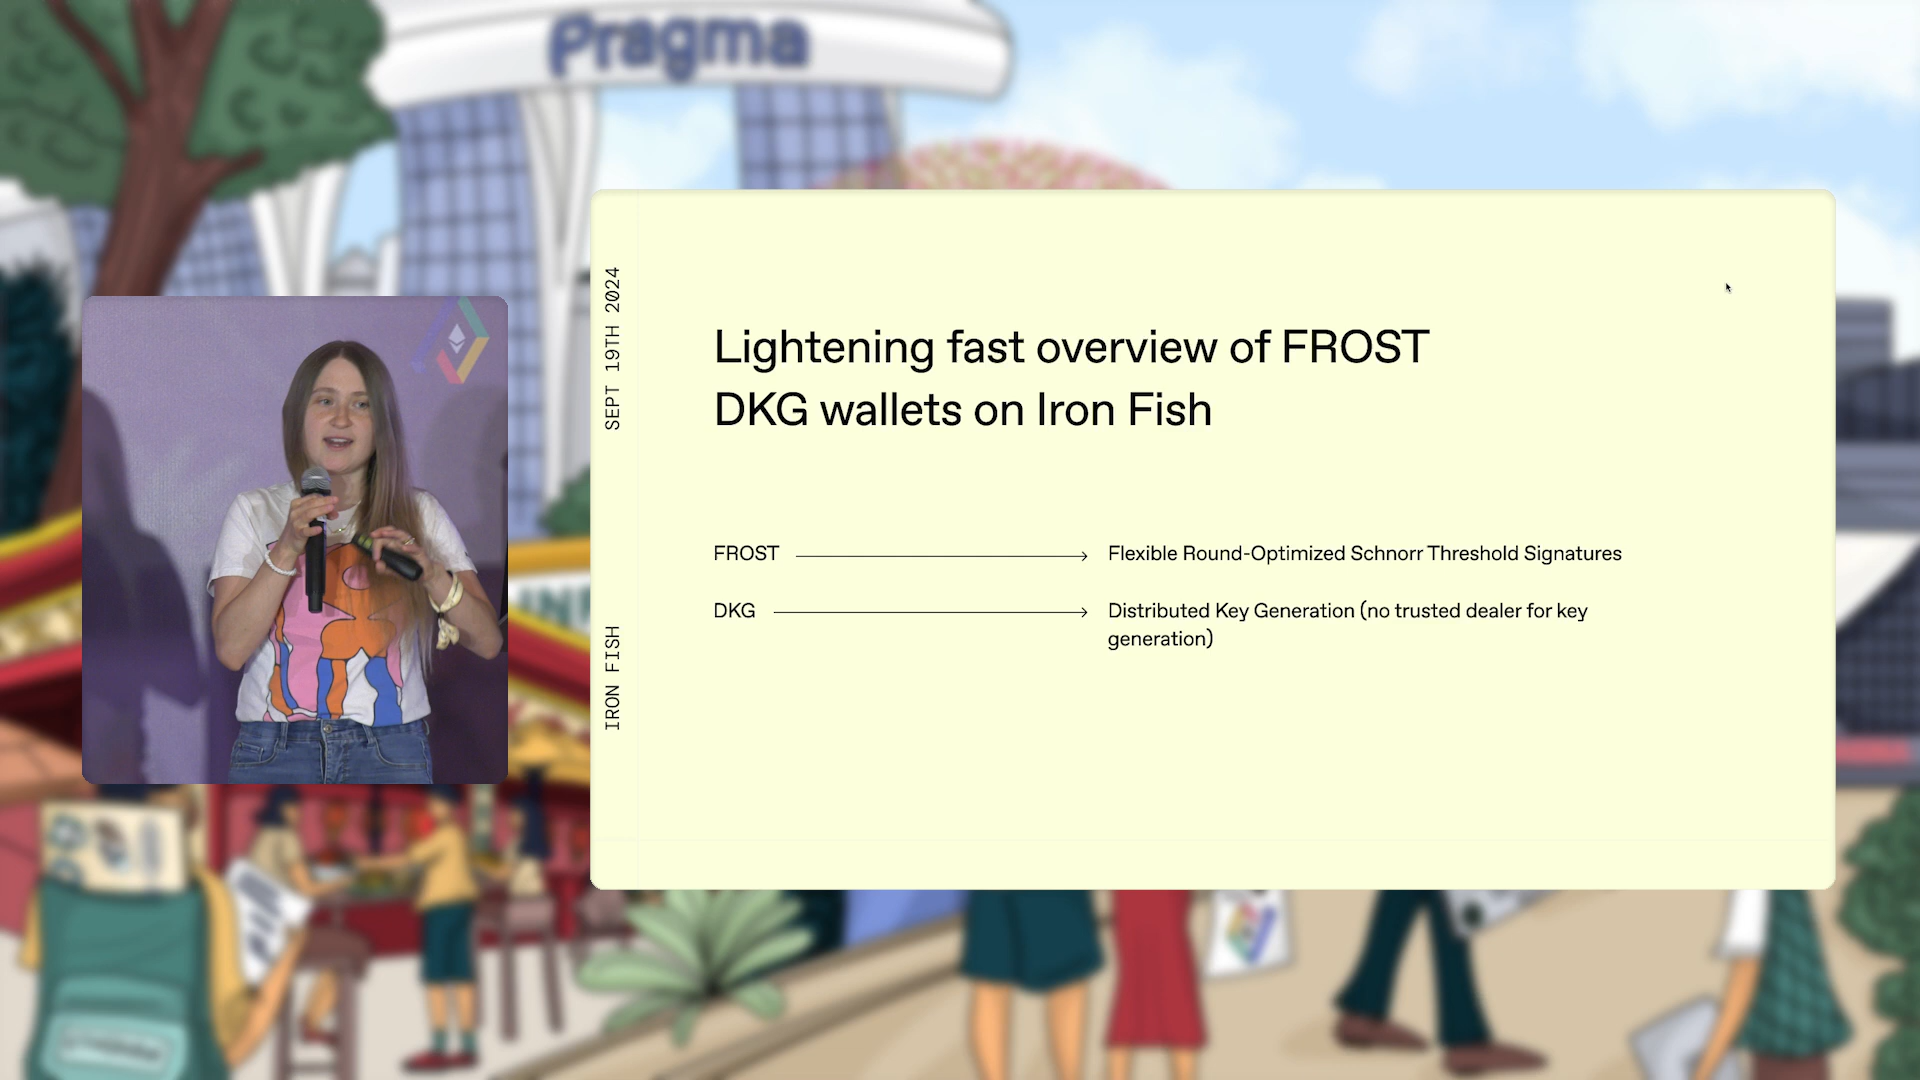 Pragma
SEPT 19TH 2024
IRON FISH
Lightening fast overview of FROST
DKG wallets on Iron Fish
FROST
Flexible Round-Optimized Schnorr Threshold Signatures
DKG
Distributed Key Generation (no trusted dealer for key
generation)